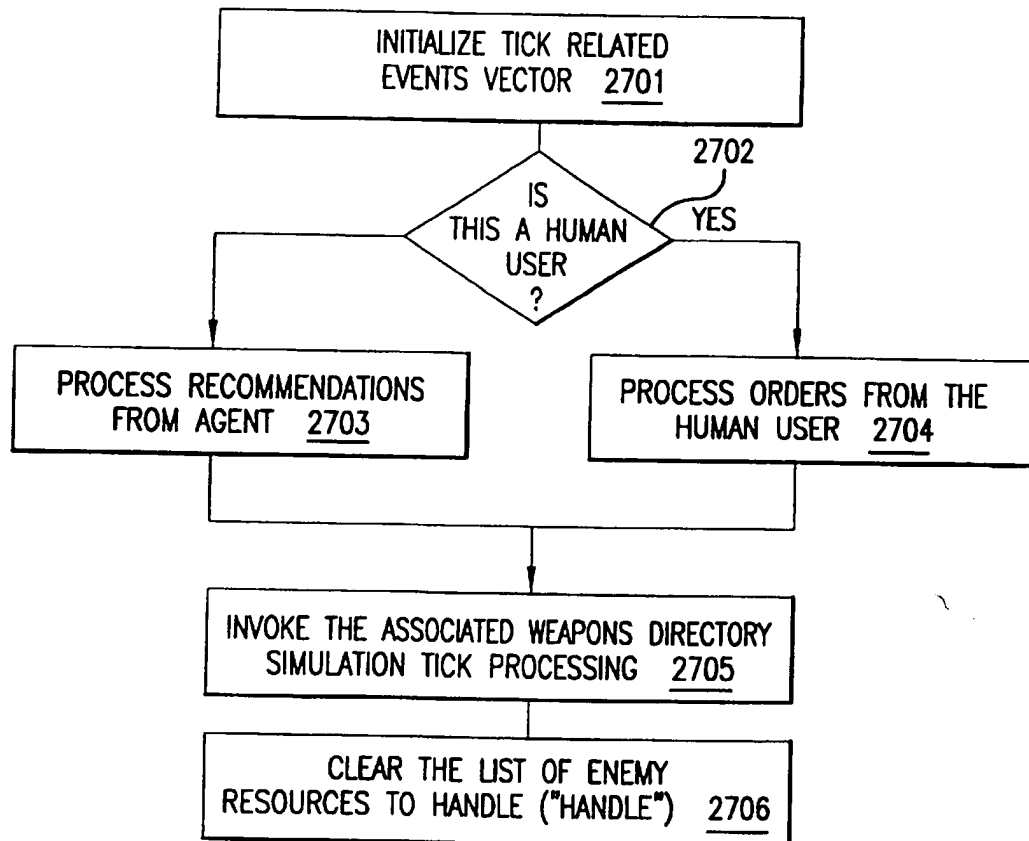 INITIALIZE TICK RELATED
EVENTS VECTOR 2701
2702
IS
THIS A HUMAN
USER
?
YES
PROCESS RECOMMENDATIONS
FROM AGENT 2703
PROCESS ORDERS FROM THE
HUMAN USER 2704
INVOKE THE ASSOCIATED WEAPONS DIRECTORY
SIMULATION TICK PROCESSING 2705
CLEAR THE LIST OF ENEMY
RESOURCES TO HANDLE ("HANDLE") 2706